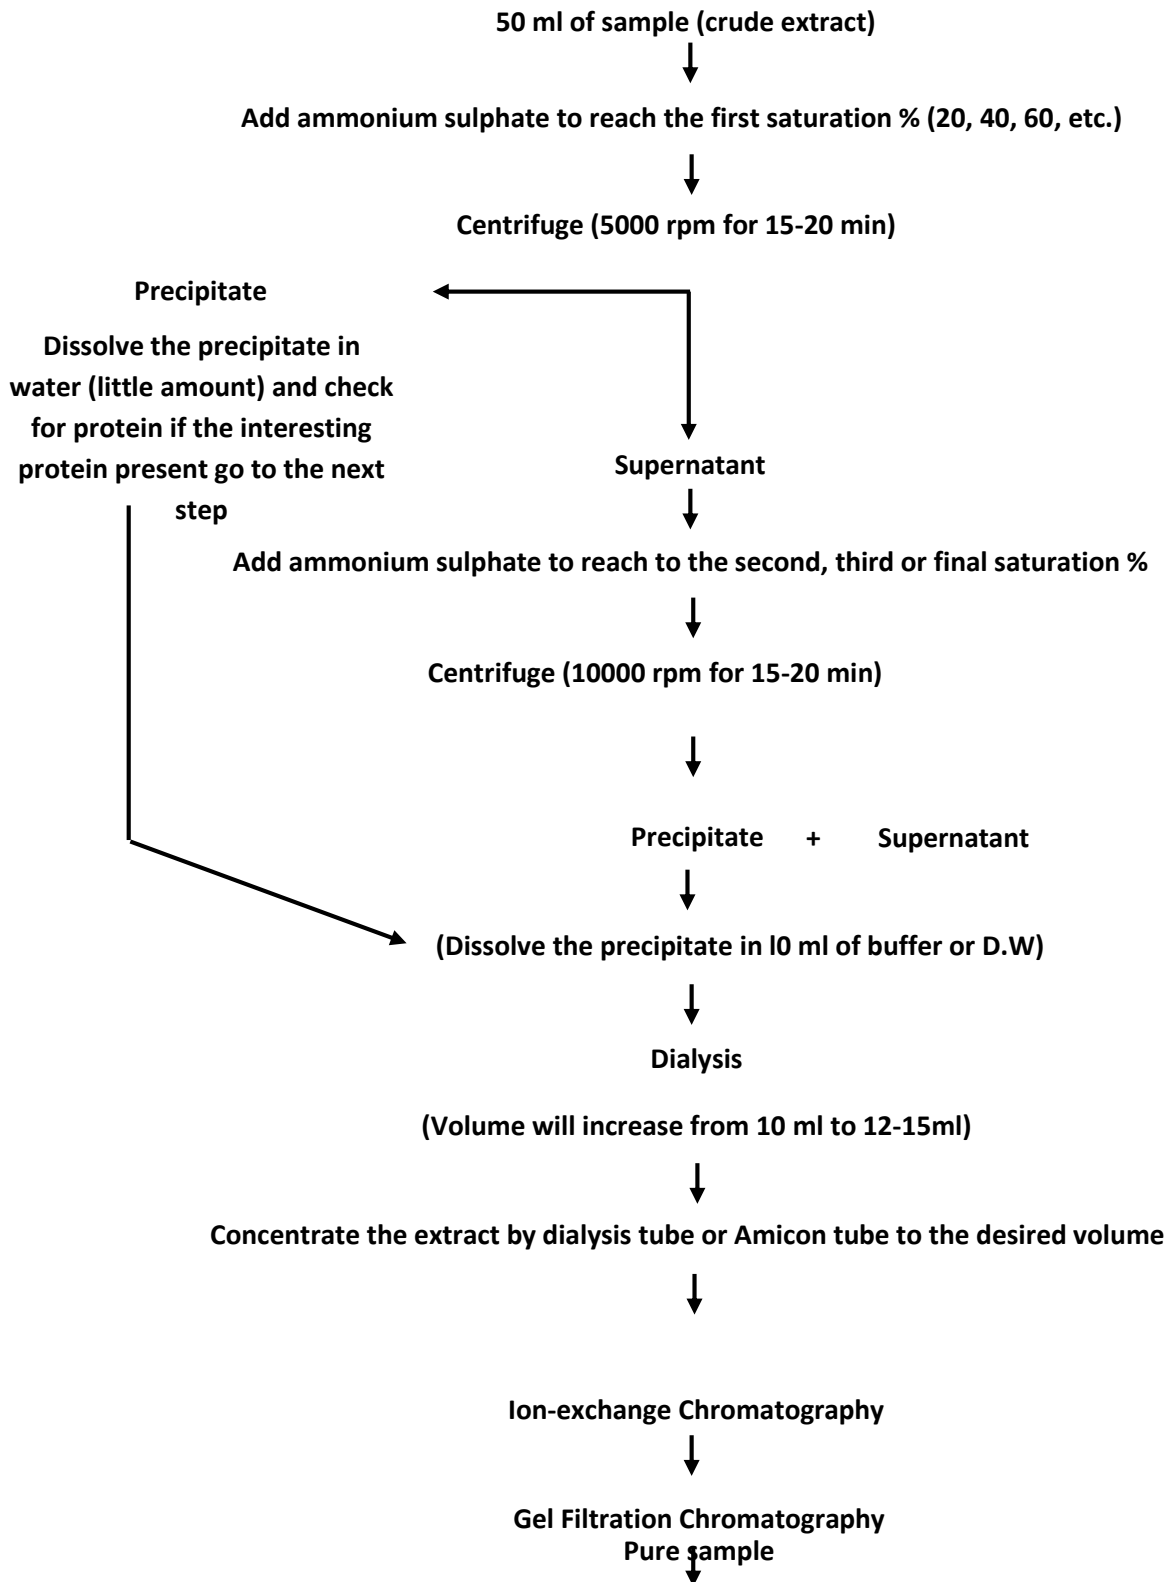 50 ml of sample (crude extract)
Add ammonium sulphate to reach the first saturation % (20, 40, 60, etc.)
Centrifuge (5000 rpm for 15-20 min)
Precipitate
Dissolve the precipitate in
water (little amount) and check
for protein if the interesting
protein present go to the next
step
Supernatant
Add ammonium sulphate to reach to the second, third or final saturation %
Centrifuge (10000 rpm for 15-20 min)
Precipitate + Supernatant
(Dissolve the precipitate in l0 ml of buffer or D.W)
Dialysis
(Volume will increase from 10 ml to 12-15ml)
Concentrate the extract by dialysis tube or Amicon tube to the desired volume
Ion-exchange Chromatography
Gel Filtration Chromatography
Pure sample